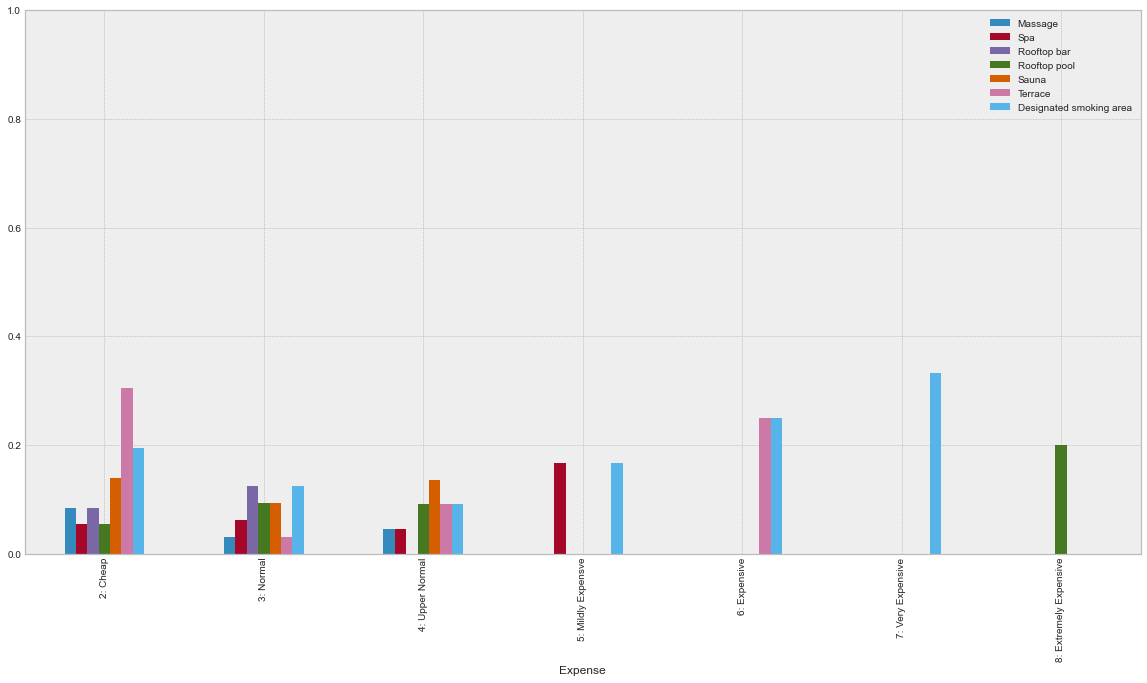 1.0
0.8
0.6
0.4
0.2
0.0
Massage
Spa
Rooftop bar
Rooftop pool
Sauna
Terrace
Designated smoking area
2: Cheap
3: Normal
4: Upper Normal
5: Mildly Expensve
6: Expensive
7: Very Expensive
8: Extremely Expensive
Expense